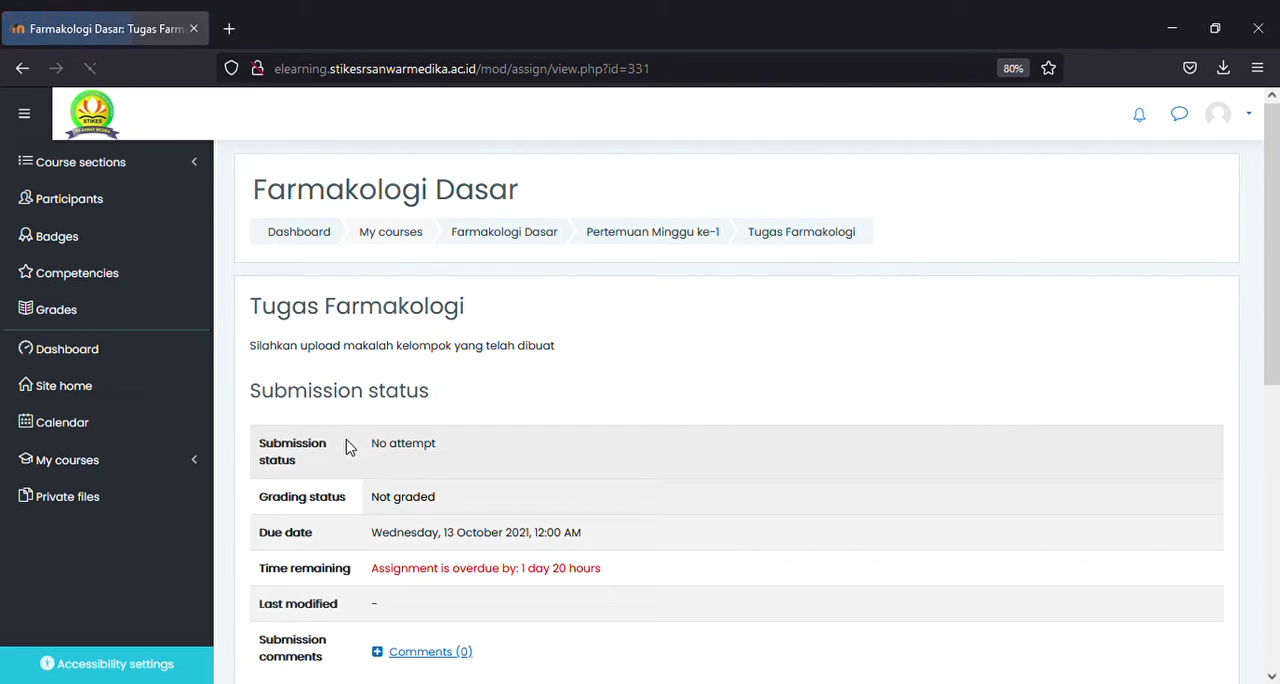 Farmakologi Dasar: Tugas Farm
elearning.stikesrsanwarmedika.ac.id/mod/assign/view.php?id=331
80%
STIKES
Course sections
Participants
Badges
Competencies
Grades
Dashboard
Site home
Calendar
My courses
Private files
Accessibility settings
Farmakologi Dasar
Dashboard My courses Farmakologi Dasar Pertemuan Minggu ke-1 Tugas Farmakologi
Tugas Farmakologi
Silahkan upload makalah kelompok yang telah dibuat
Submission status
Submission status No attempt
Grading status Not graded
Due date Wednesday, 13 October 2021, 12:00 AM
Time remaining Assignment is overdue by: 1 day 20 hours
Last modified -
Submission comments Comments (0)